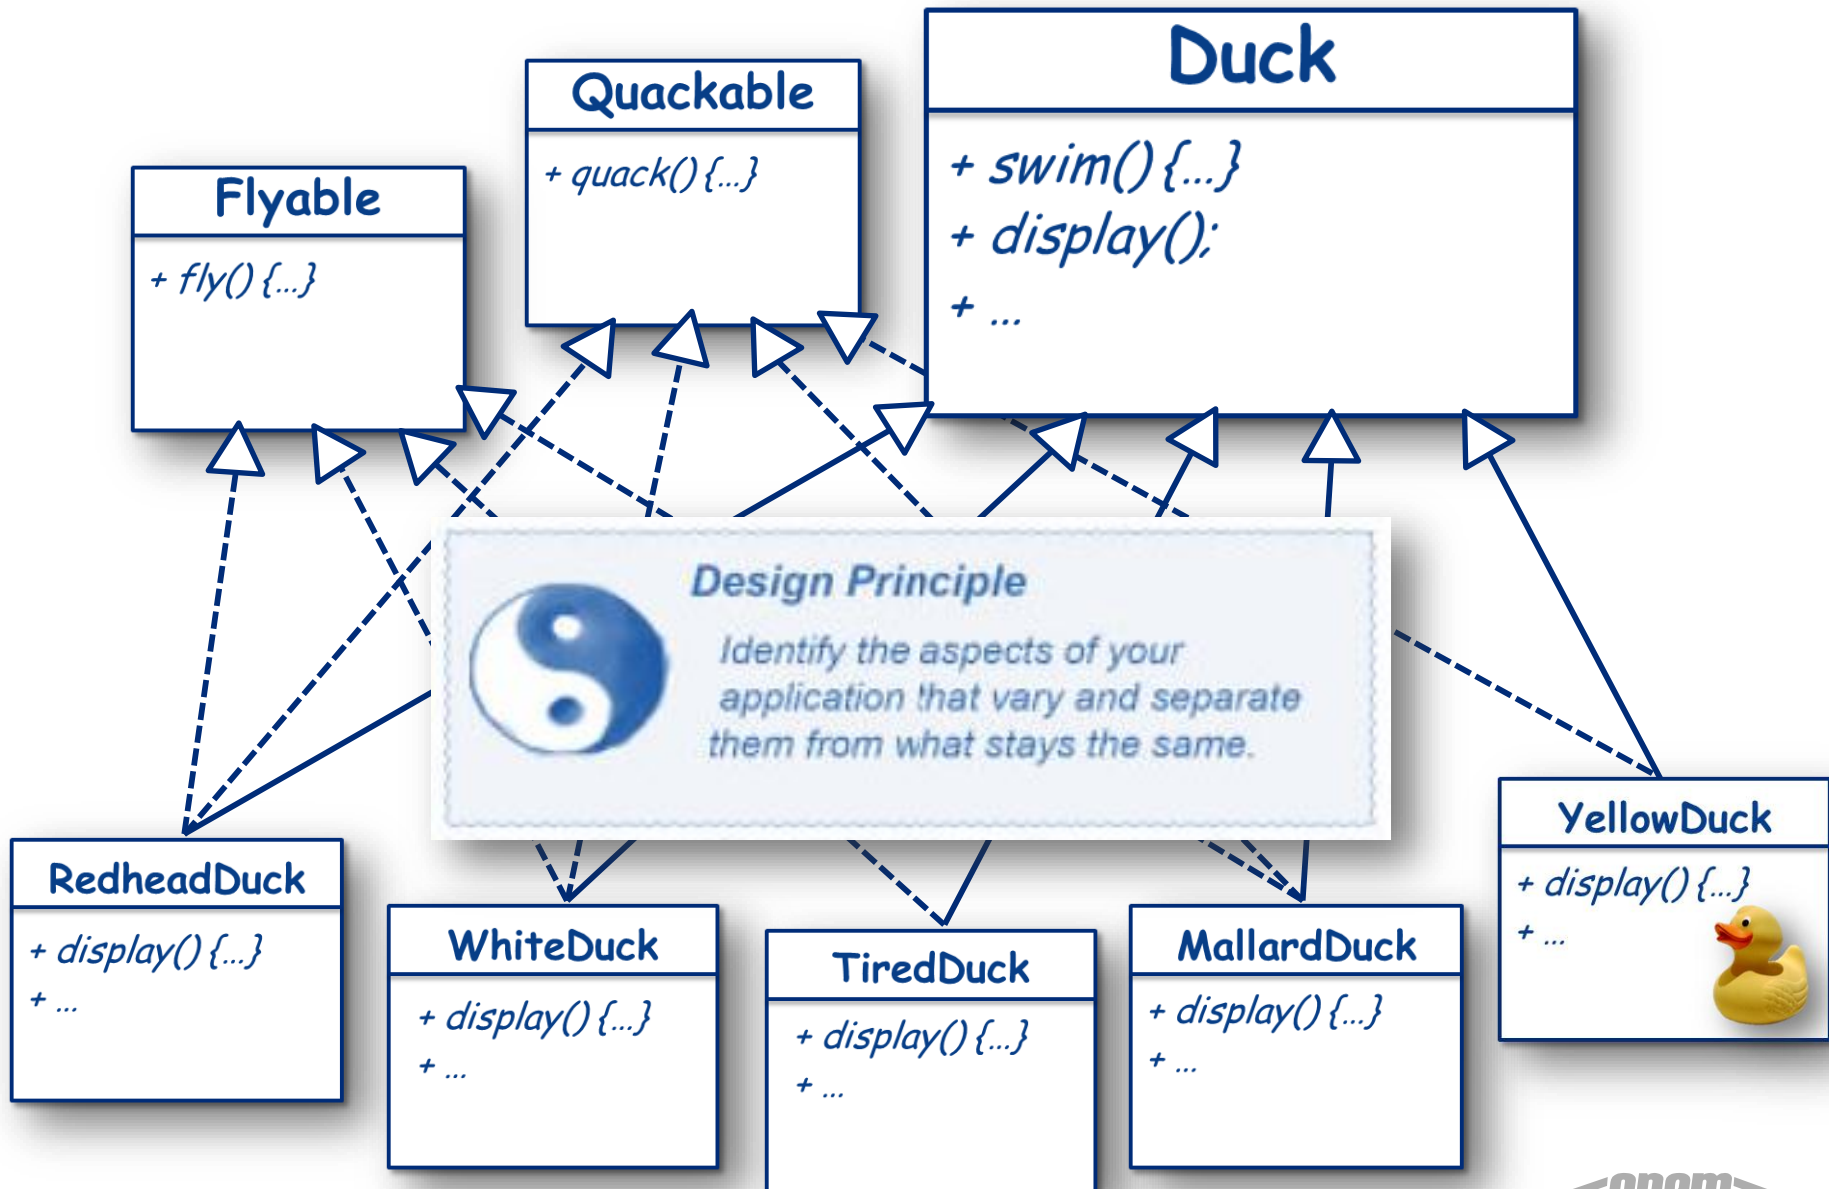 Duck
+ swim() {...}
+ display();
+ ...
Quackable
+ quack() {...}
Flyable
+ fly() {...}
Design Principle
Identify the aspects of your
application that vary and separate
them from what stays the same.
RedheadDuck
+ display() {...}
+ ...
WhiteDuck
+ display() {...}
+ ...
TiredDuck
+ display() {...}
+ ...
MallardDuck
+ display() {...}
+ ...
YellowDuck
+ display() {...}
+ ...